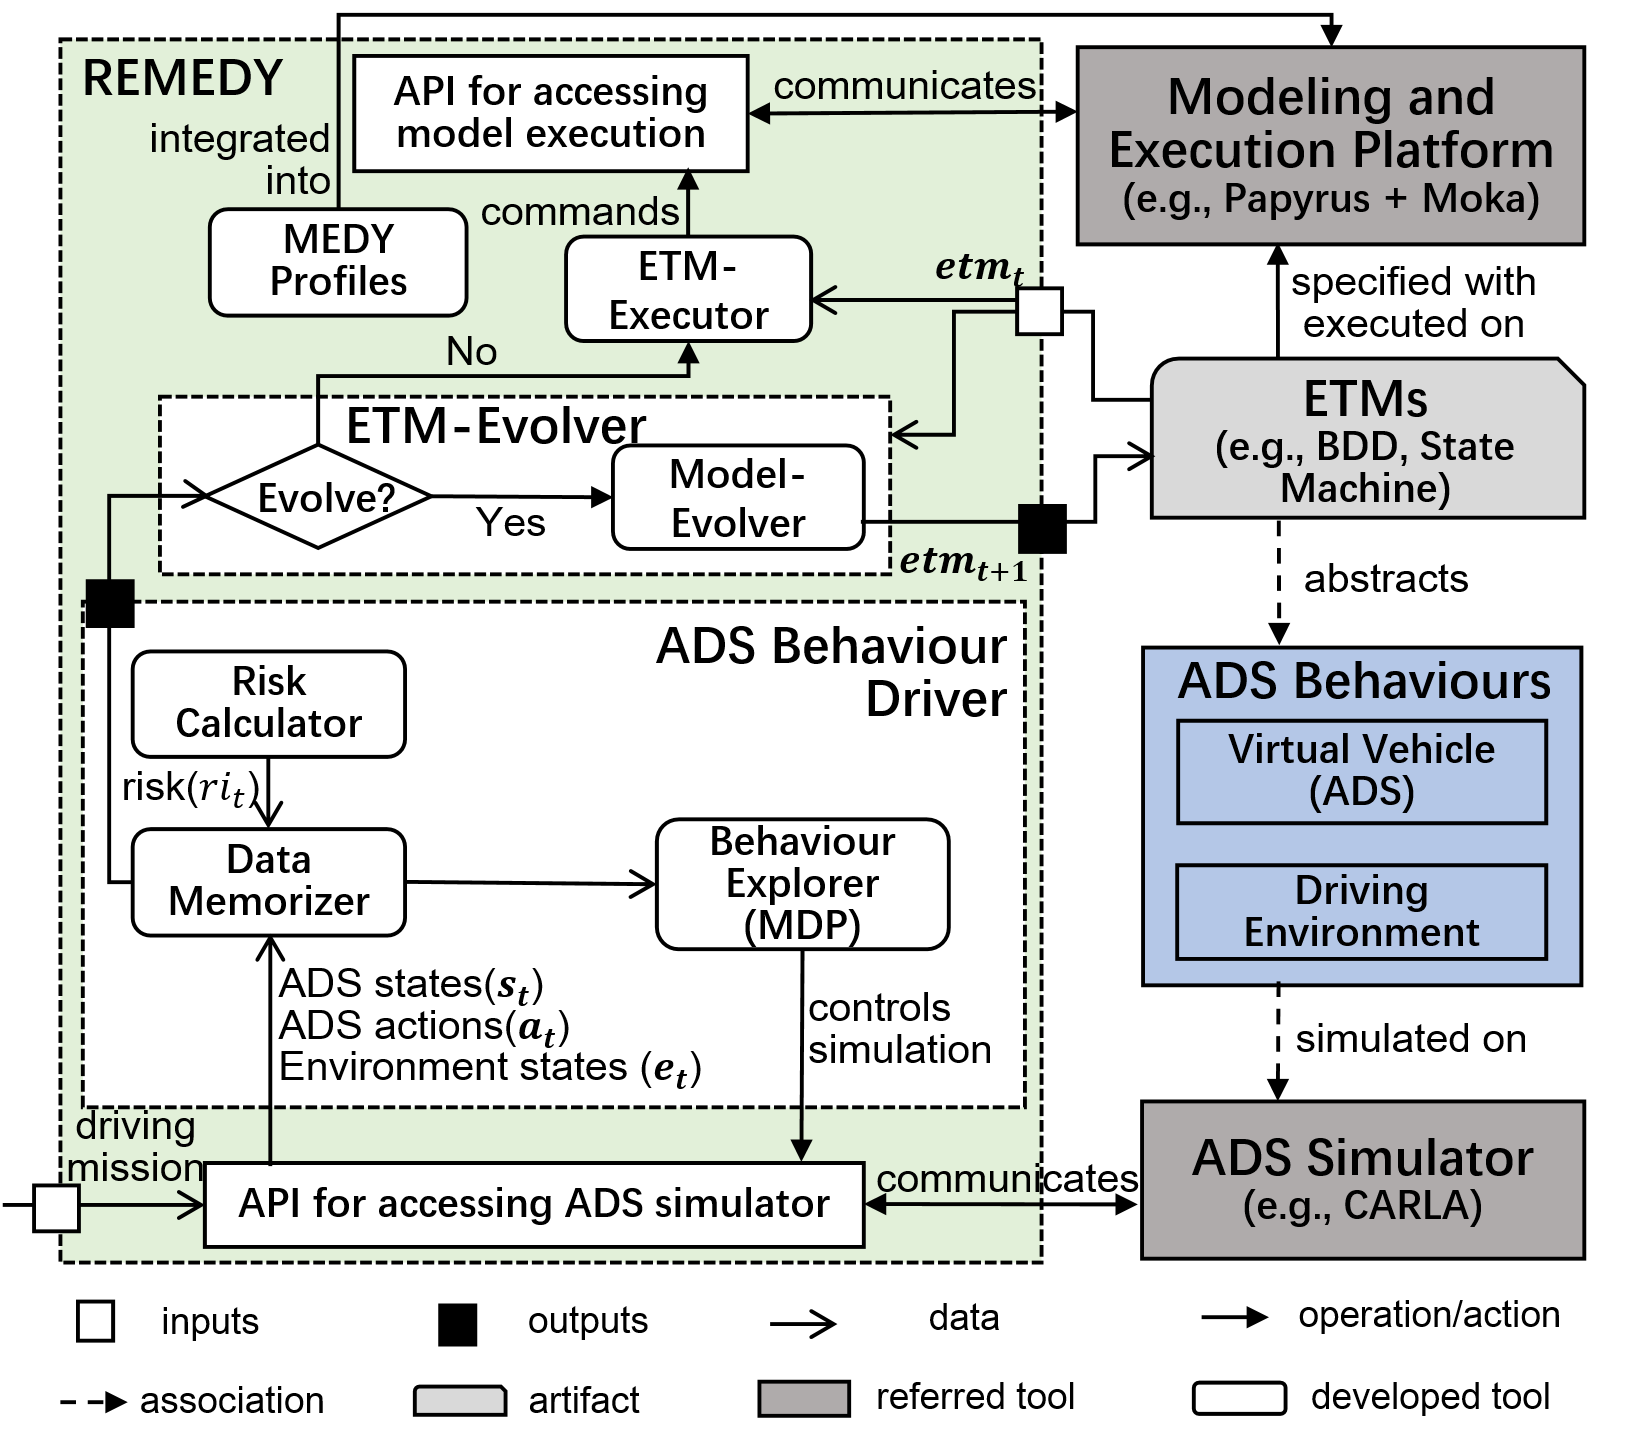 REMEDY
API for accessing
model execution
communicates
Modeling and
Execution Platform
(e.g., Papyrus + Moka)
integrated
into
commands
MEDY
Profiles
ETM-
Executor
etm_t
specified with
executed on
No
ETM-Evolver
Evolve?
Yes
Model-
Evolver
etm_{t+1}
ETMs
(e.g., BDD, State
Machine)
abstracts
ADS Behaviour
Driver
Risk
Calculator
risk(ri_t)
Data
Memorizer
Behaviour
Explorer
(MDP)
ADS Behaviours
Virtual Vehicle
(ADS)
Driving
Environment
ADS states(s_t)
ADS actions(a_t)
Environment states (e_t)
controls
simulation
simulated on
driving
mission
API for accessing ADS simulator
communicates
ADS Simulator
(e.g., CARLA)
inputs
outputs
data
operation/action
association
artifact
referred tool
developed tool